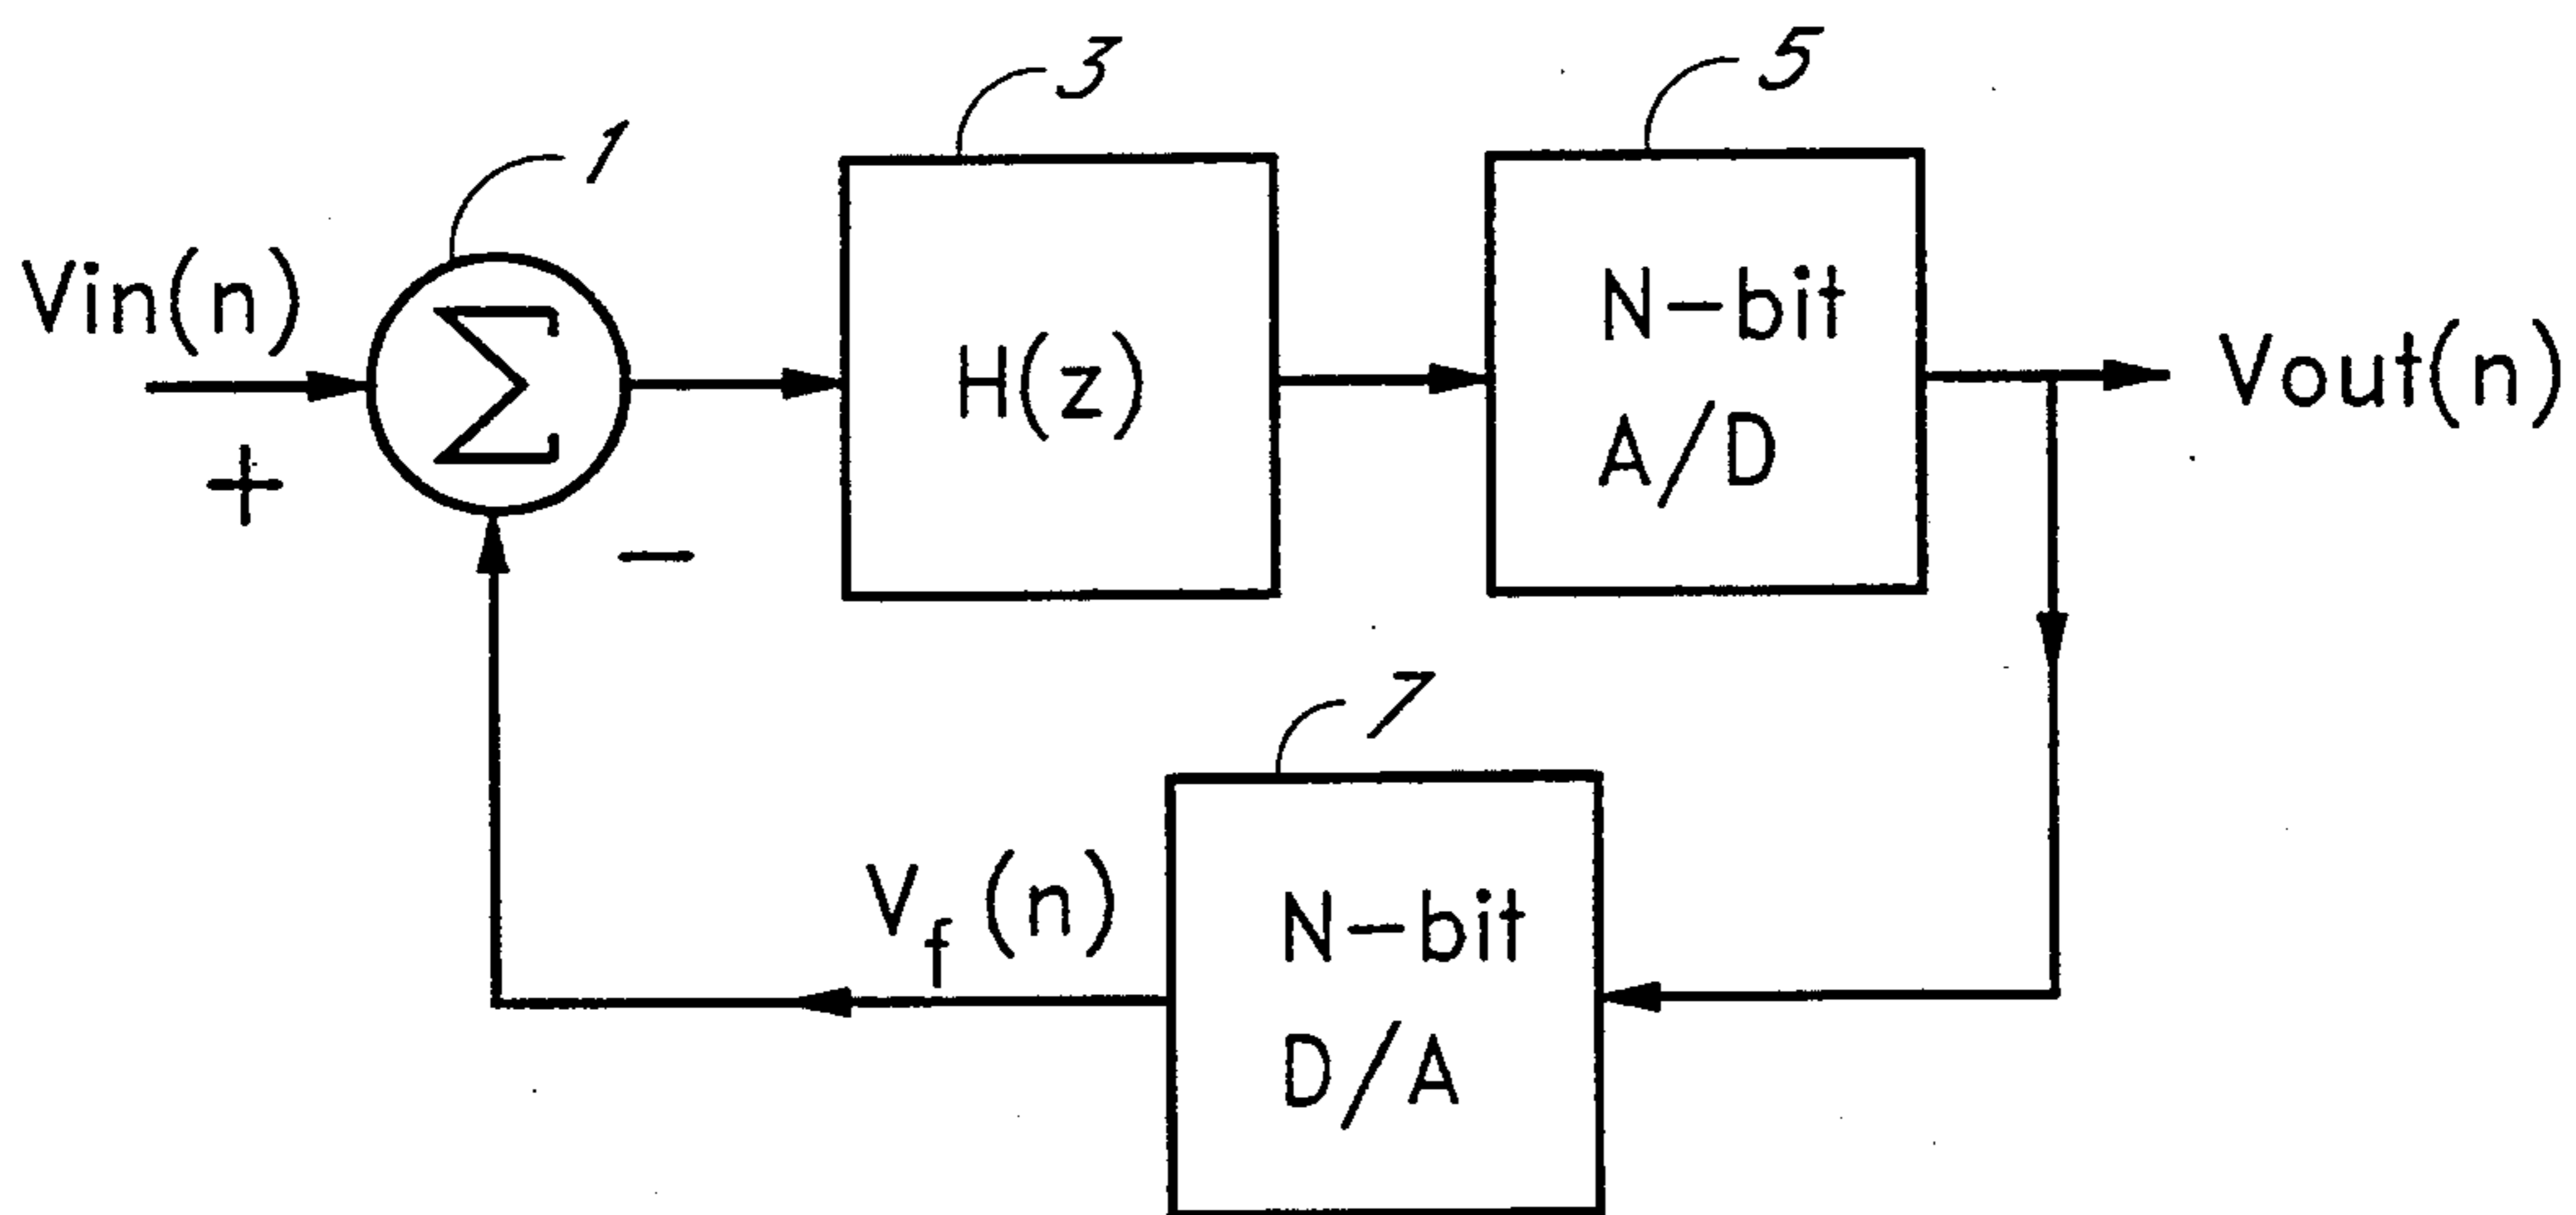 1
3
5
Vin(n)
+
Σ
−
H(z)
N-bit
A/D
Vout(n)
7
Vf (n)
N-bit
D/A